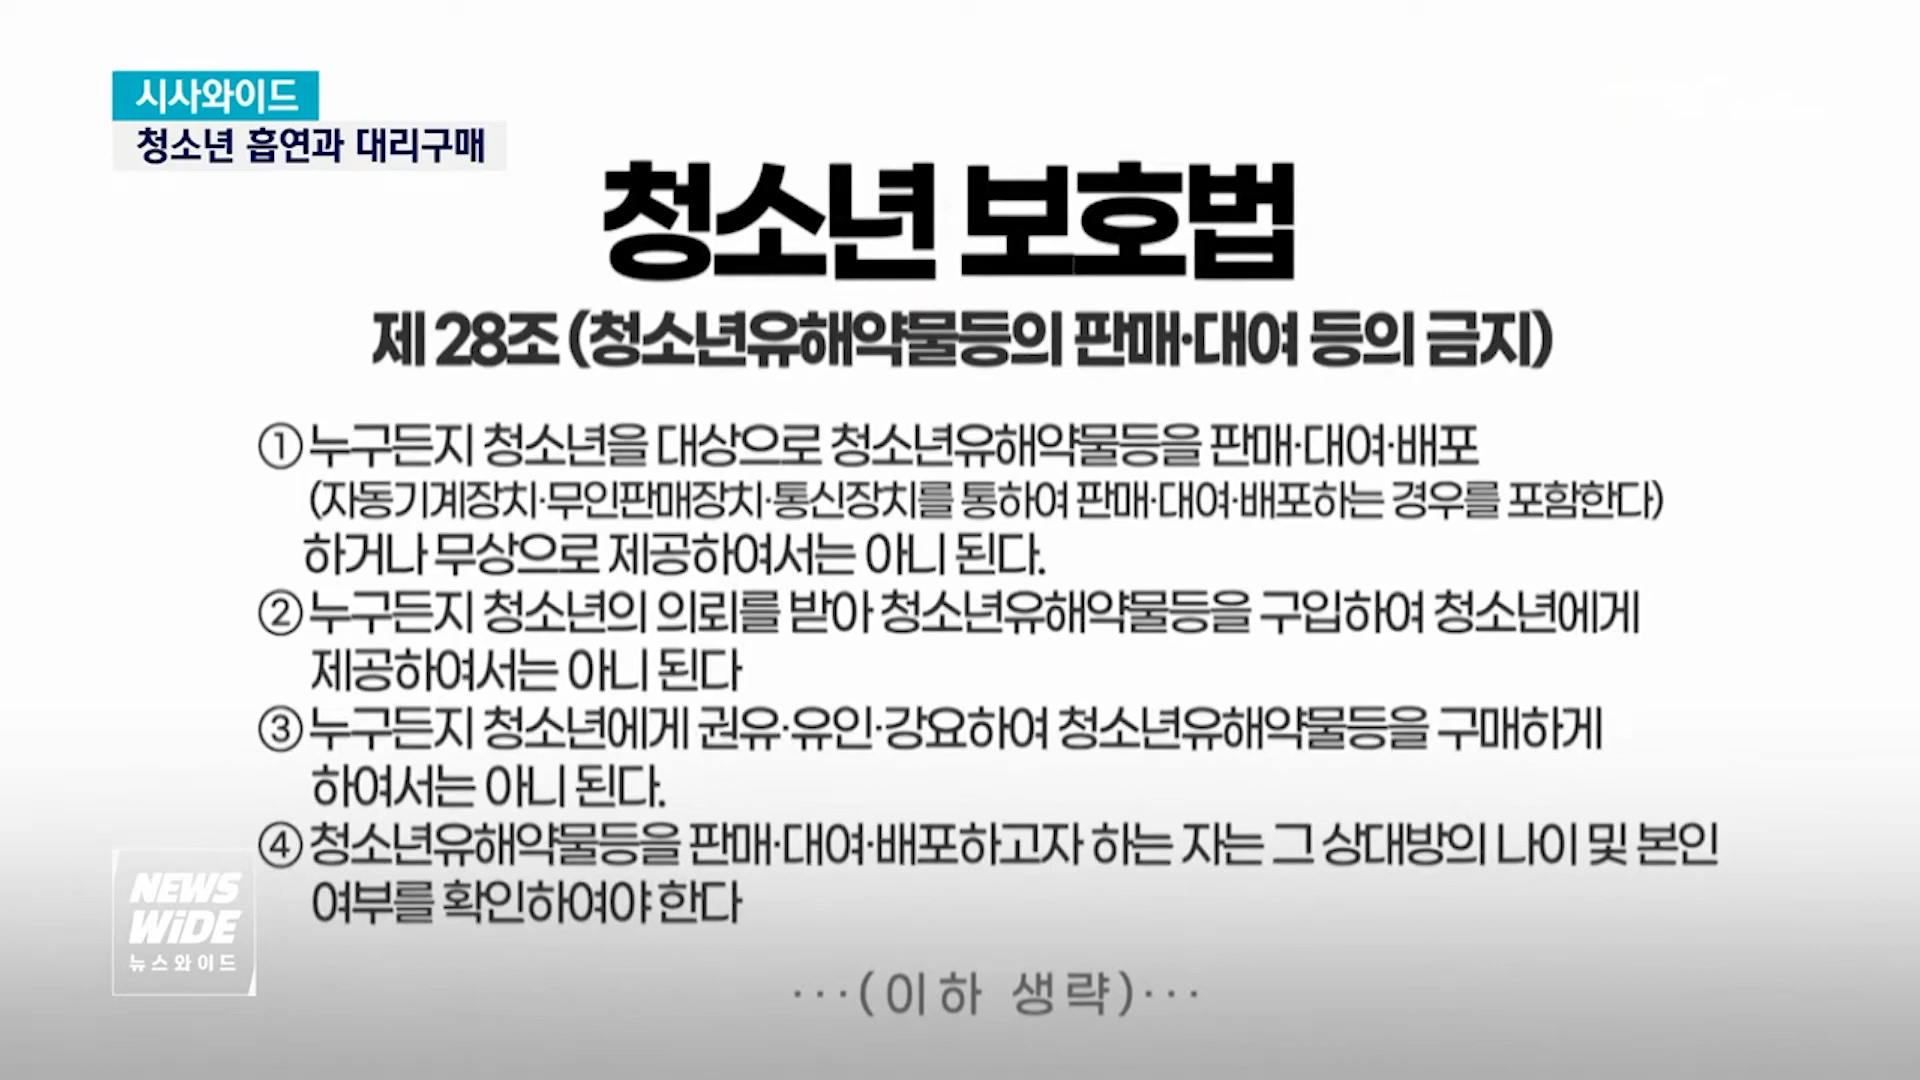 시사와이드
청소년 흡연과 대리구매
청소년 보호법
제 28조 (청소년유해약물등의 판매·대여 등의 금지)
① 누구든지 청소년을 대상으로 청소년유해약물등을 판매·대여·배포
(자동기계장치·무인판매장치·통신장치를 통하여 판매·대여·배포하는 경우를 포함한다)
하거나 무상으로 제공하여서는 아니 된다.
② 누구든지 청소년의 의뢰를 받아 청소년유해약물등을 구입하여 청소년에게
제공하여서는 아니 된다
③ 누구든지 청소년에게 권유·유인·강요하여 청소년유해약물등을 구매하게
하여서는 아니 된다.
④ 청소년유해약물등을 판매·대여·배포하고자 하는 자는 그 상대방의 나이 및 본인
여부를 확인하여야 한다
···(이하 생략)···
NEWS
WiDE
뉴스와이드